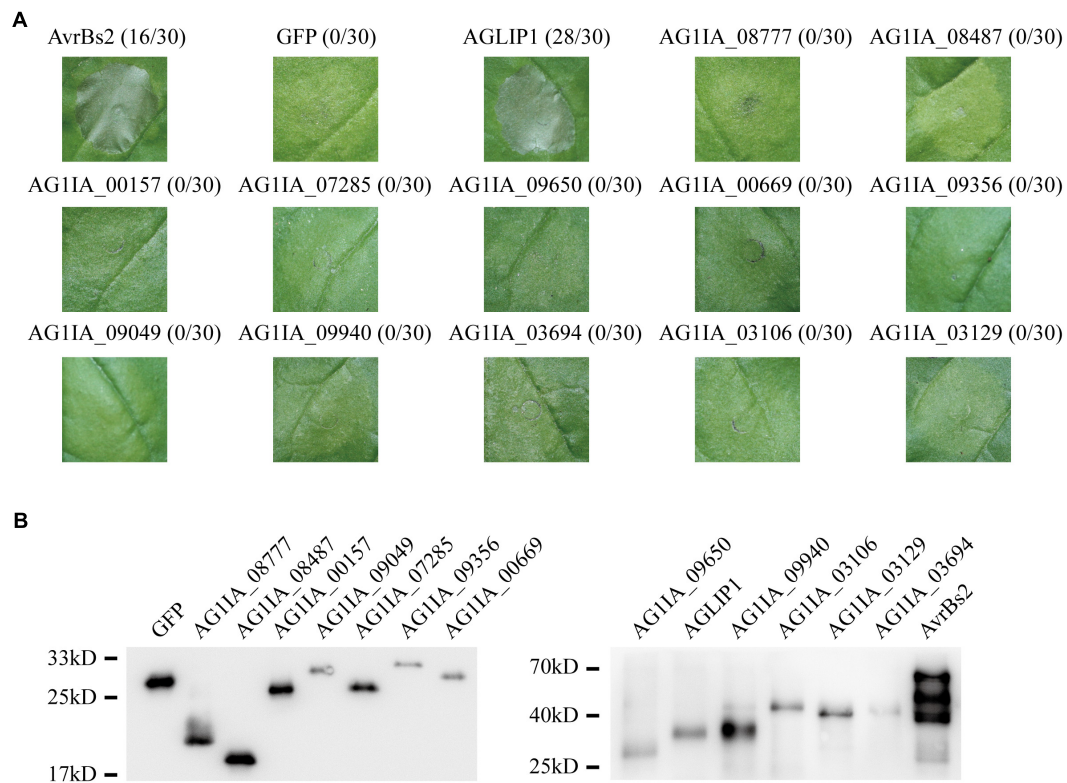 A
AvrBs2 (16/30) GFP (0/30) AGLIP1 (28/30) AG1IA_08777 (0/30) AG1IA_08487 (0/30)
AG1IA_00157 (0/30) AG1IA_07285 (0/30) AG1IA_09650 (0/30) AG1IA_00669 (0/30) AG1IA_09356 (0/30)
AG1IA_09049 (0/30) AG1IA_09940 (0/30) AG1IA_03694 (0/30) AG1IA_03106 (0/30) AG1IA_03129 (0/30)
B
GFP
AG1IA_08777
AG1IA_08487
AG1IA_00157
AG1IA_09049
AG1IA_07285
AG1IA_09356
AG1IA_00669
33kD
25kD
17kD
AG1IA_09650
AGLIP1
AG1IA_09940
AG1IA_03106
AG1IA_03129
AG1IA_03694
AvrBs2
70kD
40kD
25kD